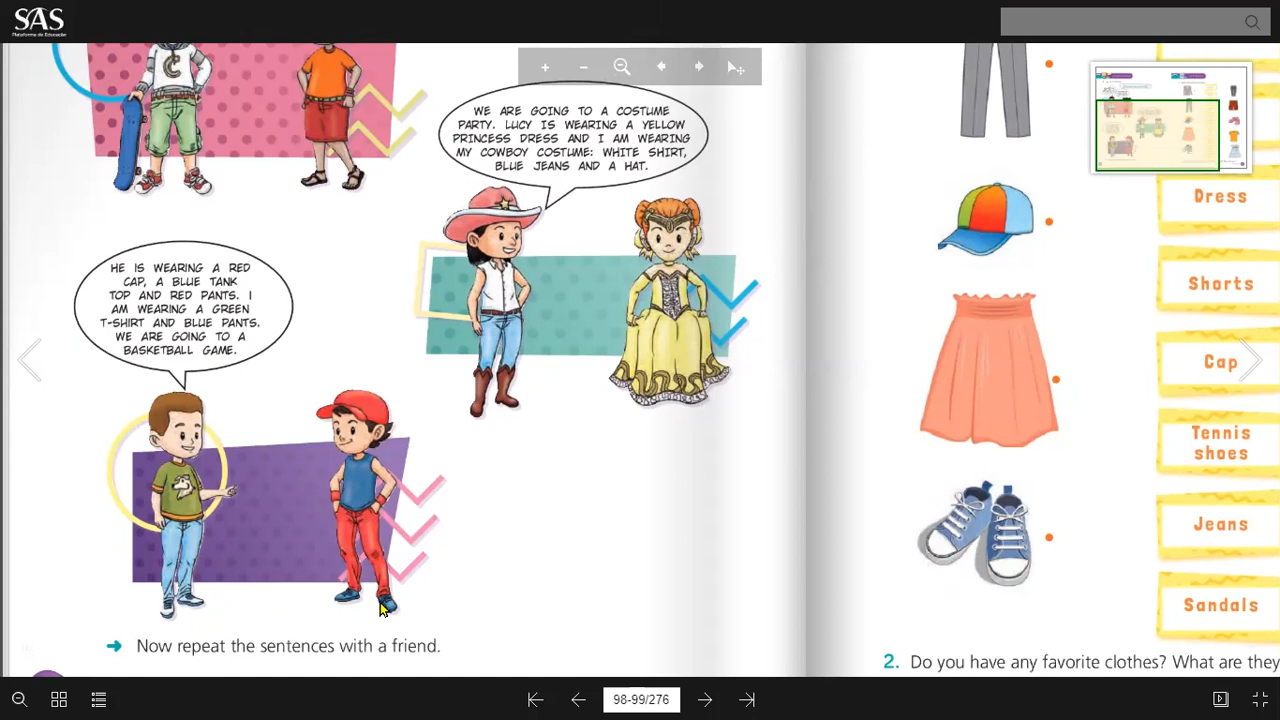 SAS
Plataforma de Educação
WE ARE GOING TO A COSTUME
PARTY. LUCY IS WEARING A YELLOW
PRINCESS DRESS AND I AM WEARING
MY COWBOY COSTUME: WHITE SHIRT,
BLUE JEANS AND A HAT.
HE IS WEARING A RED
CAP, A BLUE TANK
TOP AND RED PANTS. I
AM WEARING A GREEN
T-SHIRT AND BLUE PANTS.
WE ARE GOING TO A
BASKETBALL GAME.
Now repeat the sentences with a friend.
Dress
Shorts
Cap
Tennis
shoes
Jeans
Sandals
2. Do you have any favorite clothes? What are they
98-99/276